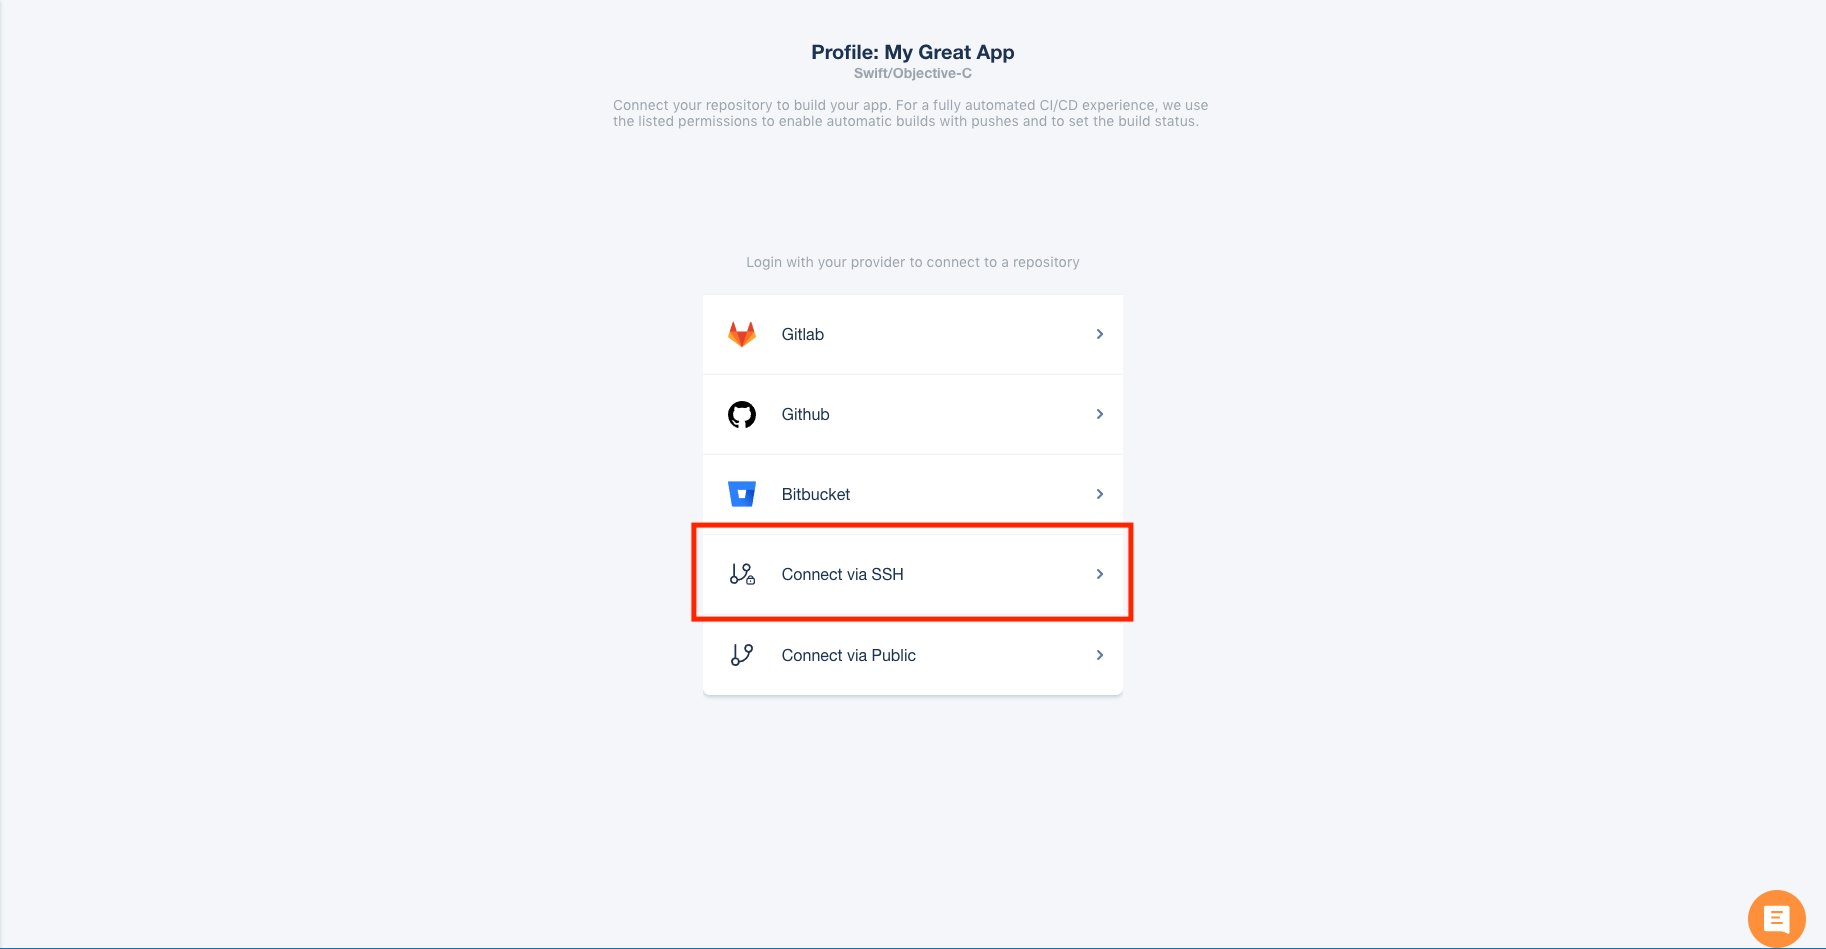 Profile: My Great App
Swift/Objective-C
Connect your repository to build your app. For a fully automated CI/CD experience, we use
the listed permissions to enable automatic builds with pushes and to set the build status.
Login with your provider to connect to a repository
Gitlab
Github
Bitbucket
Connect via SSH
Connect via Public